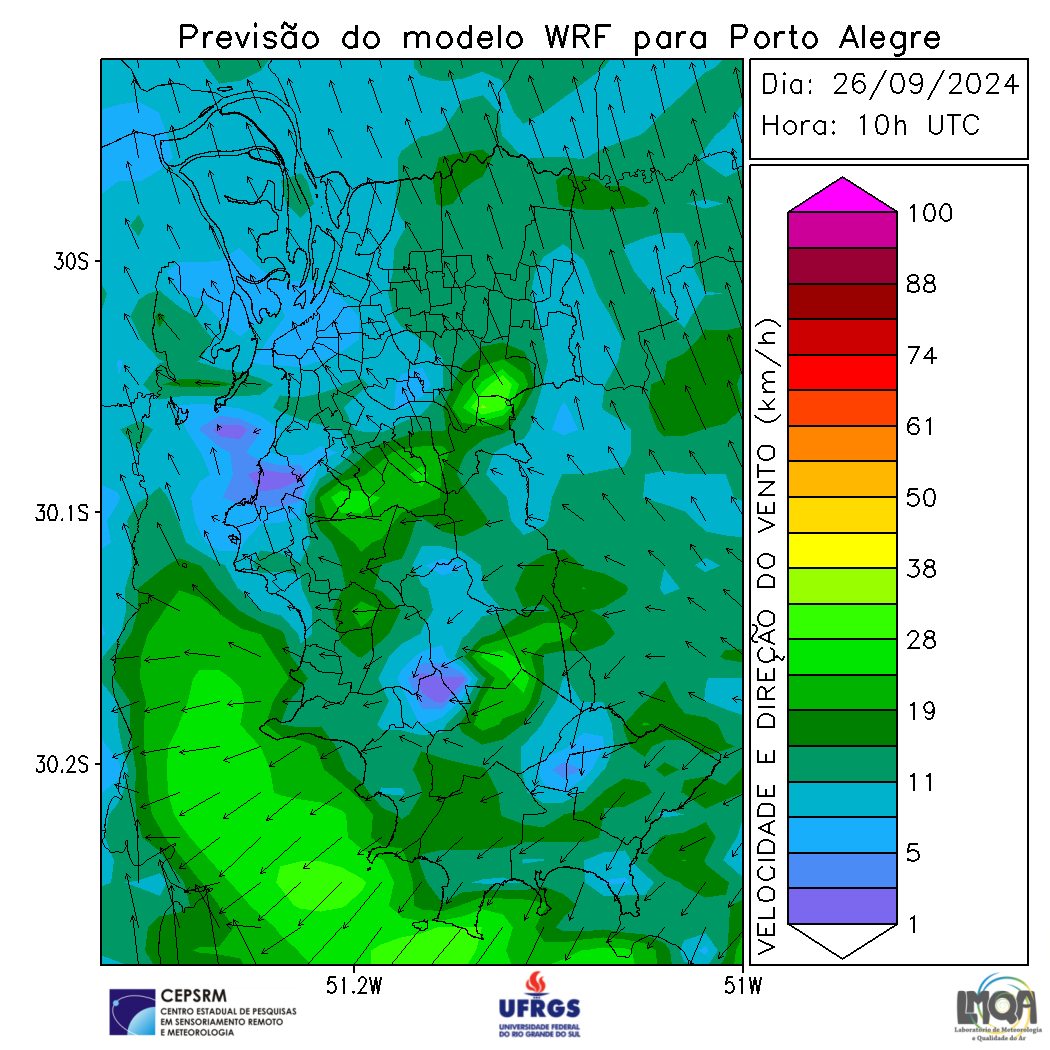 Previsão do modelo WRF para Porto Alegre
Dia: 26/09/2024
Hora: 10h UTC
30S
30.1S
30.2S
51.2W
51W
VELOCIDADE E DIREÇÃO DO VENTO (km/h)
100
88
74
61
50
38
28
19
11
5
1
CEPSRM
CENTRO ESTADUAL DE PESQUISAS
EM SENSORIAMENTO REMOTO
E METEOROLOGIA
UFRGS
UNIVERSIDADE FEDERAL
DO RIO GRANDE DO SUL
LMQA
Laboratório de Meteorologia
e Qualidade do Ar